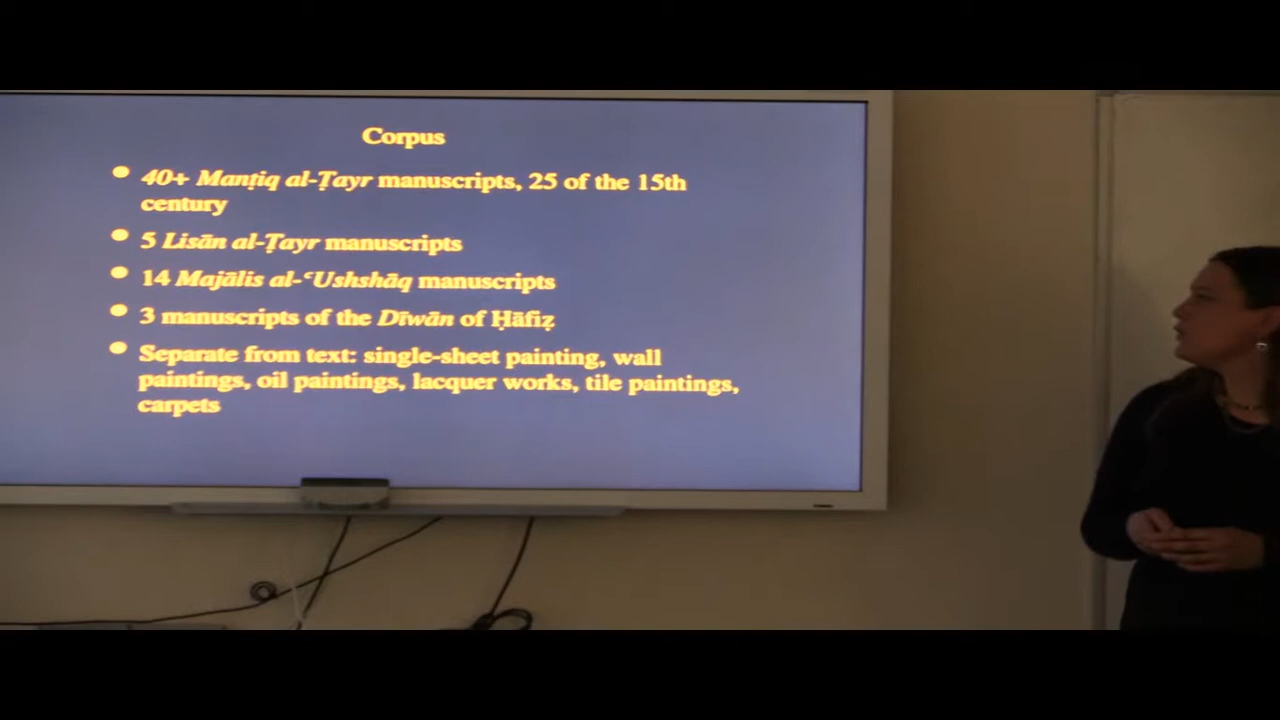 Corpus
40+ Manṭiq al-Ṭayr manuscripts, 25 of the 15th
century
5 Lisān al-Ṭayr manuscripts
14 Majālis al-ʿUshshāq manuscripts
3 manuscripts of the Dīwān of Ḥāfiẓ
Separate from text: single-sheet painting, wall
paintings, oil paintings, lacquer works, tile paintings,
carpets